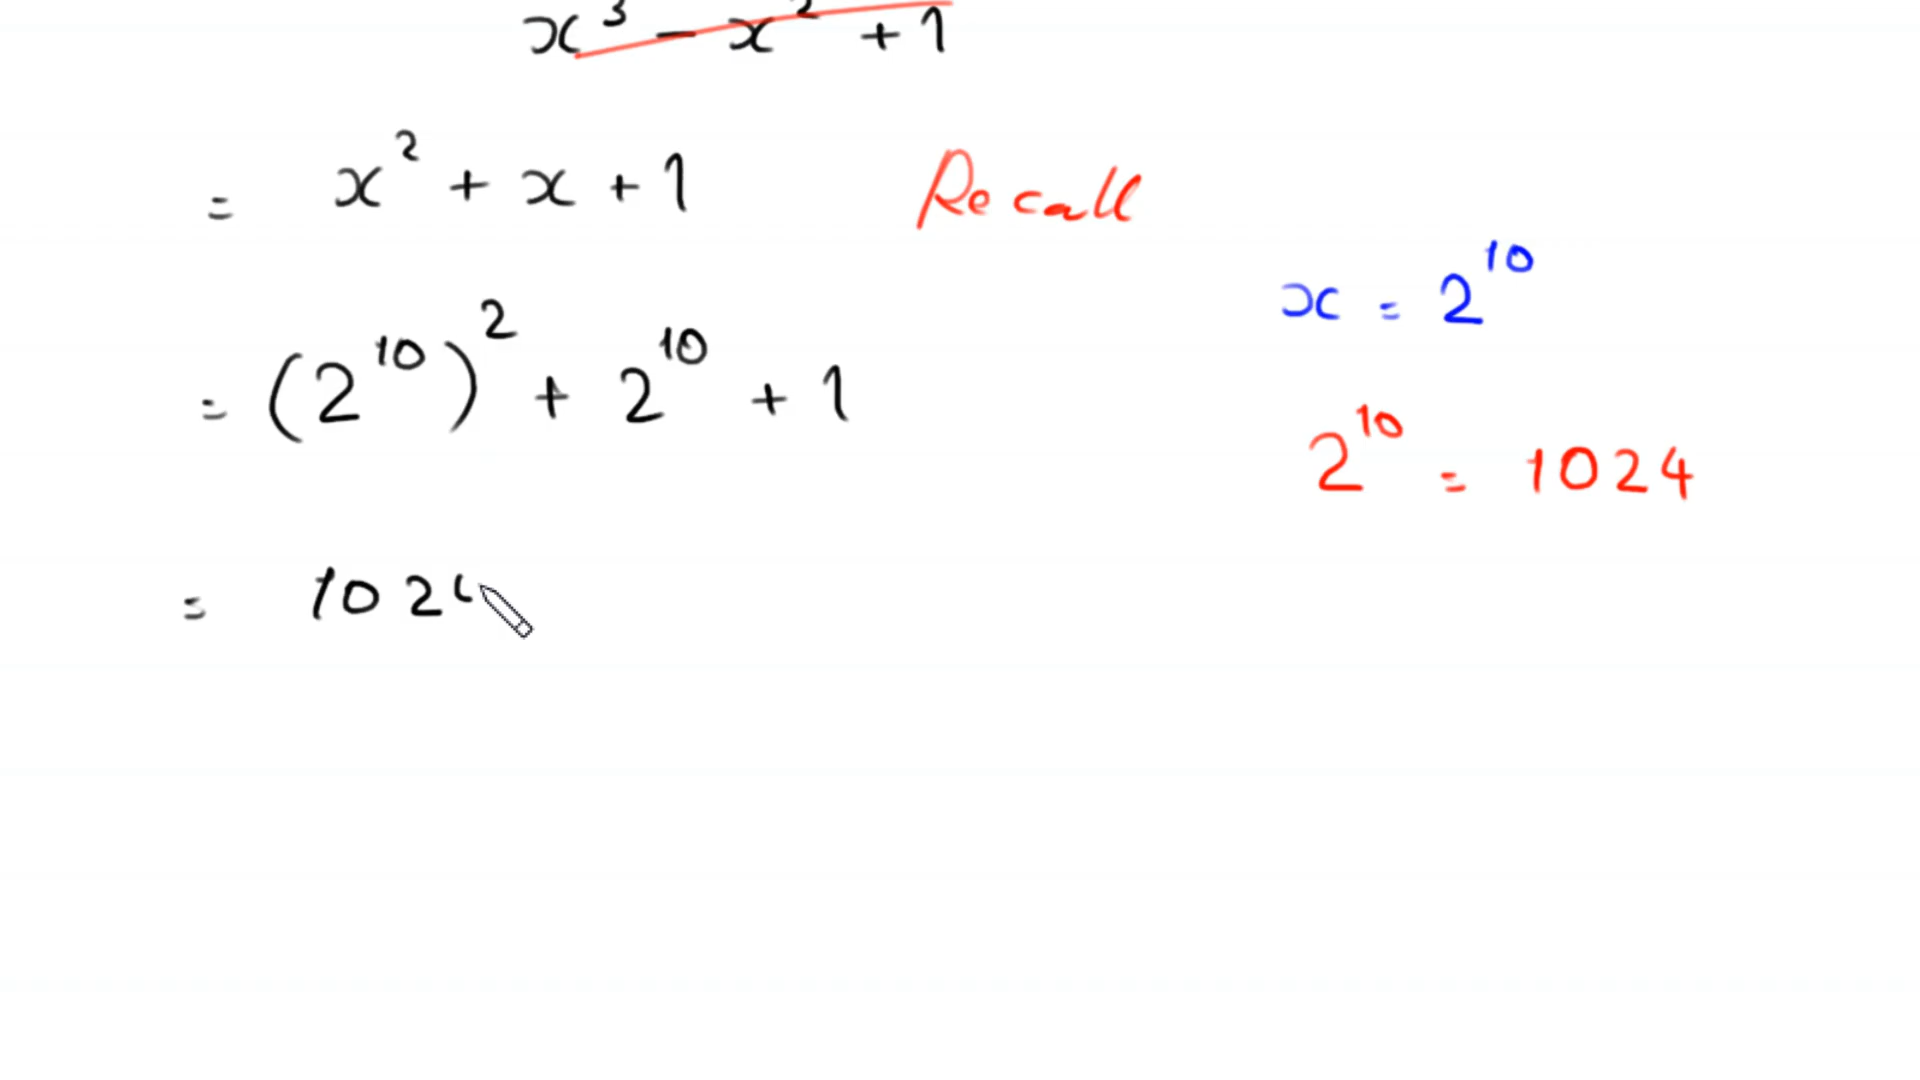 x³ - x² + 1
= x² + x + 1 Recall
x = 2¹⁰
= (2¹⁰)² + 2¹⁰ + 1
2¹⁰ = 1024
= 102